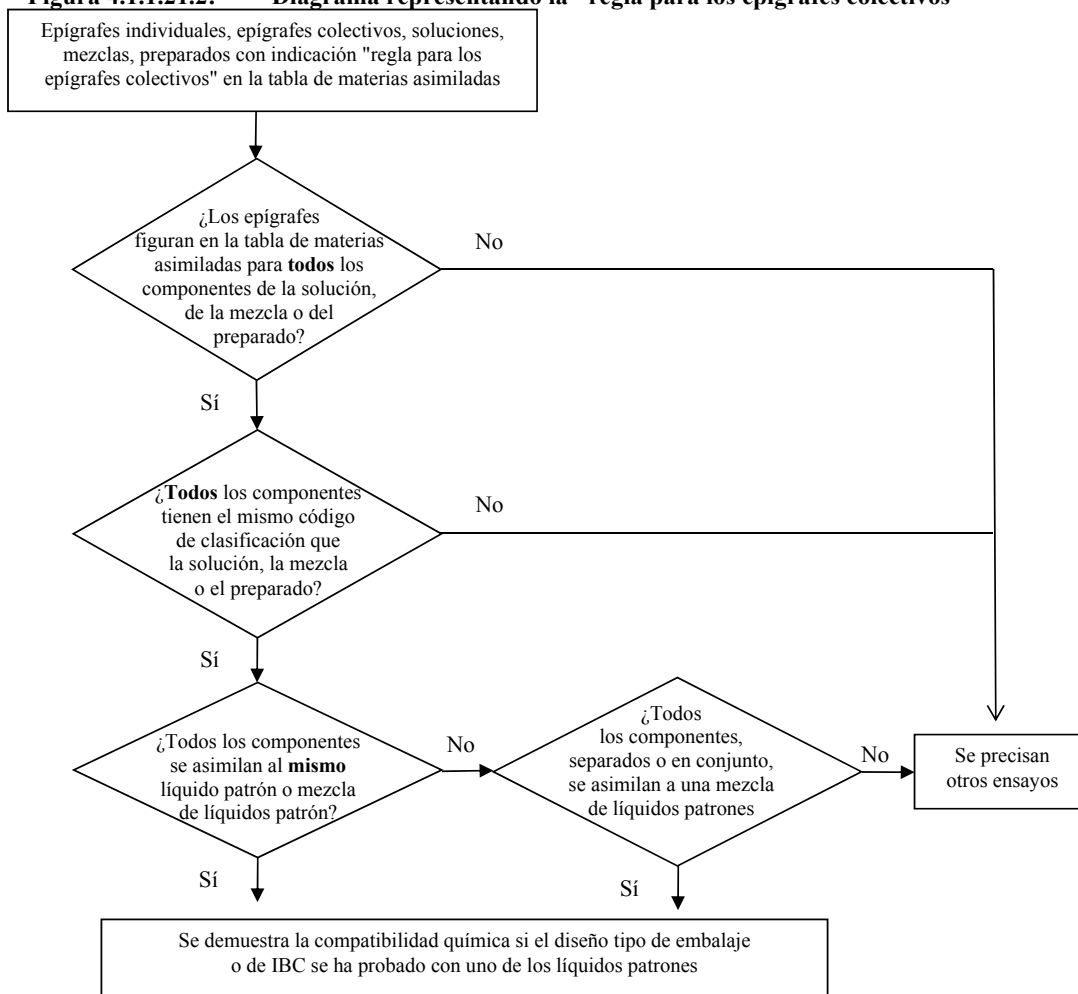 Figura 4.1.1.21.2: Diagrama representando la "regla para los epígrafes colectivos"
Epígrafes individuales, epígrafes colectivos, soluciones,
mezclas, preparados con indicación "regla para los
epígrafes colectivos" en la tabla de materias asimiladas
¿Los epígrafes
figuran en la tabla de materias
asimiladas para todos los
componentes de la solución,
de la mezcla o del
preparado?
No
Sí
¿Todos los componentes
tienen el mismo código
de clasificación que
la solución, la mezcla
o el preparado?
No
Sí
¿Todos los componentes
se asimilan al mismo
líquido patrón o mezcla
de líquidos patrón?
No
¿Todos
los componentes,
separados o en conjunto,
se asimilan a una mezcla
de líquidos patrones
No
Se precisan
otros ensayos
Sí
Sí
Se demuestra la compatibilidad química si el diseño tipo de embalaje
o de IBC se ha probado con uno de los líquidos patrones